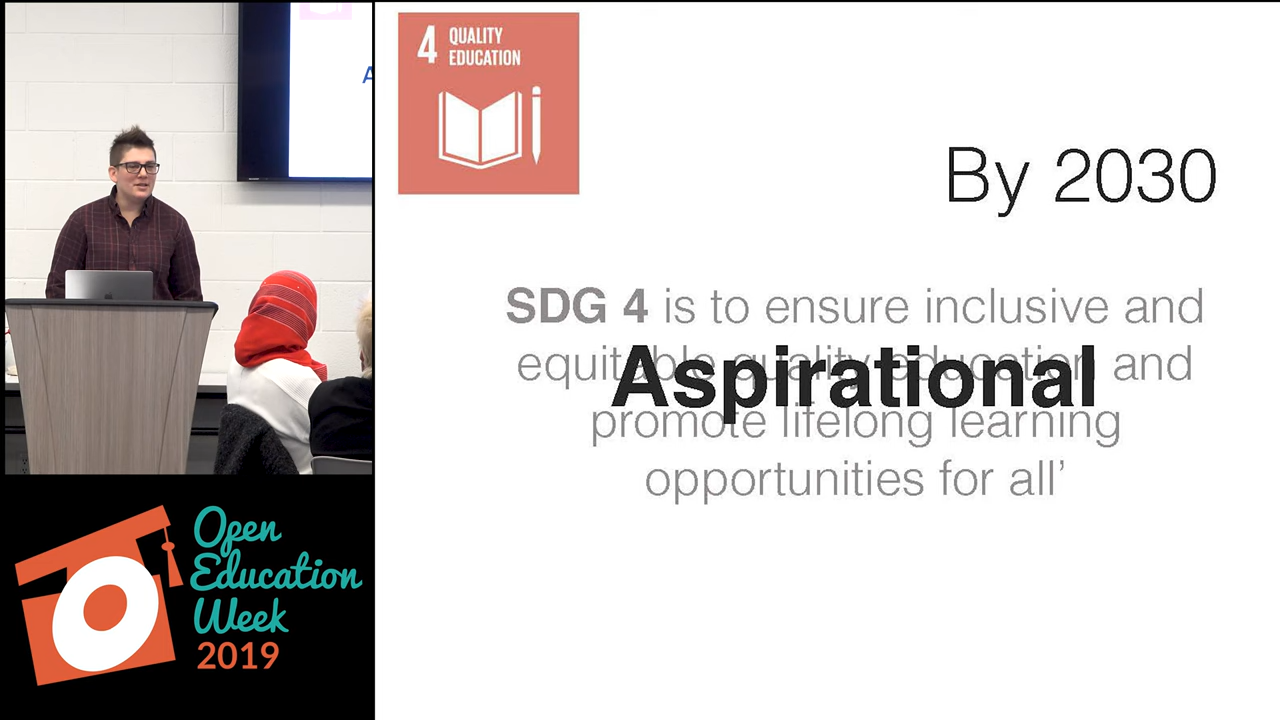 4 QUALITY
EDUCATION
By 2030
SDG 4 is to ensure inclusive and
equitable quality education and
Aspirational
promote lifelong learning
opportunities for all’
A
Open
Education
Week
2019